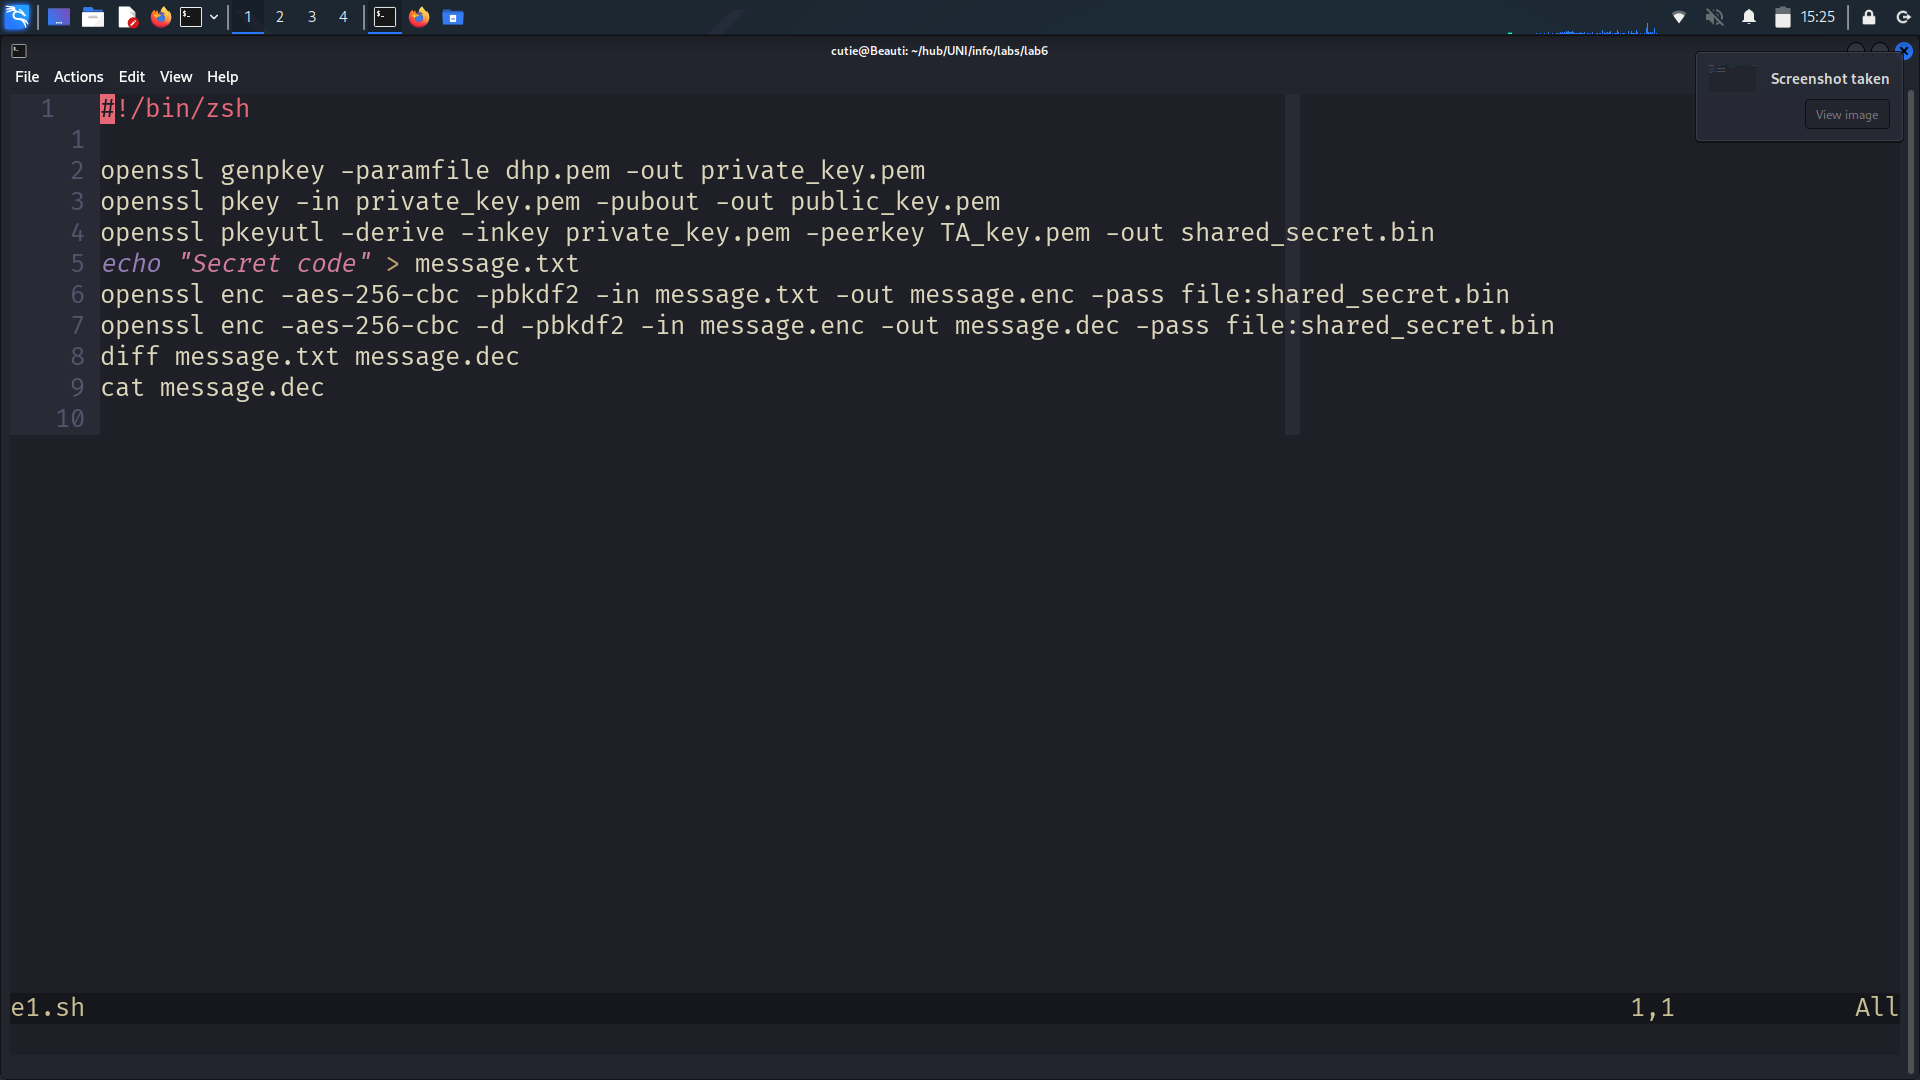 1 2 3 4 15:25
cutie@Beauti: ~/hub/UNI/info/labs/lab6
File Actions Edit View Help
Screenshot taken
View image
1 #!/bin/zsh
1
2 openssl genpkey -paramfile dhp.pem -out private_key.pem
3 openssl pkey -in private_key.pem -pubout -out public_key.pem
4 openssl pkeyutl -derive -inkey private_key.pem -peerkey TA_key.pem -out shared_secret.bin
5 echo "Secret code" > message.txt
6 openssl enc -aes-256-cbc -pbkdf2 -in message.txt -out message.enc -pass file:shared_secret.bin
7 openssl enc -aes-256-cbc -d -pbkdf2 -in message.enc -out message.dec -pass file:shared_secret.bin
8 diff message.txt message.dec
9 cat message.dec
10
e1.sh 1,1 All